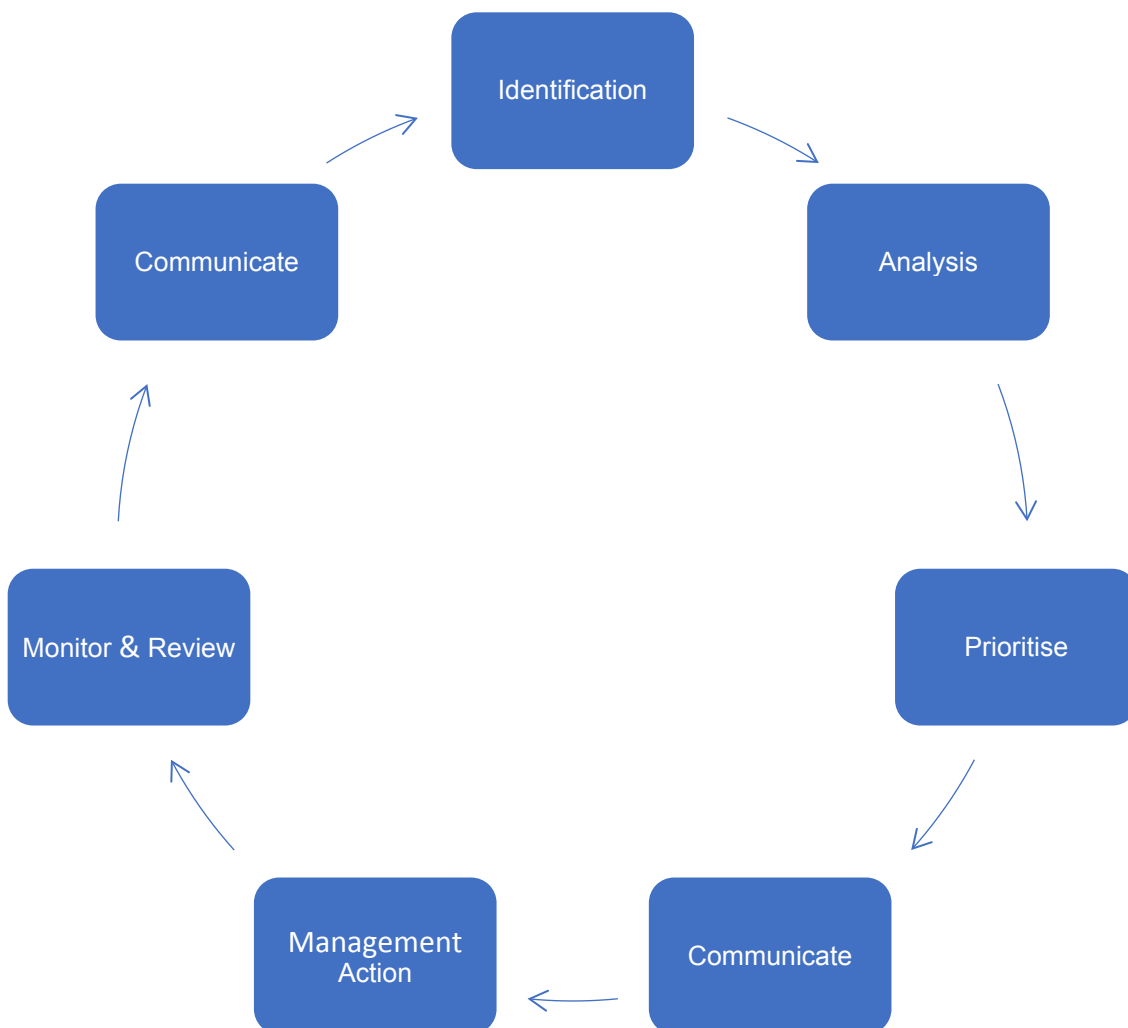 Identification
Analysis
Prioritise
Communicate
Management
Action
Monitor & Review
Communicate